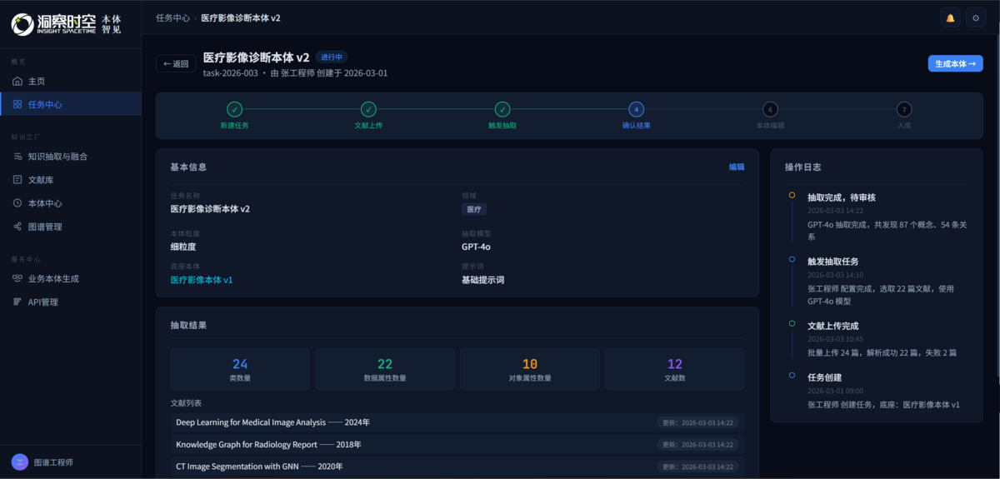 洞察时空
INSIGHT SPACETIME
本体
智见
概览
主页
任务中心
知识工厂
知识抽取与融合
文献库
本体中心
图谱管理
服务中心
业务本体生成
API管理
工
图谱工程师
任务中心 › 医疗影像诊断本体 v2
← 返回
医疗影像诊断本体 v2
进行中
task-2026-003 • 由 张工程师 创建于 2026-03-01
生成本体 →
✓
新建任务
✓
文献上传
✓
触发抽取
4
确认结果
6
本体编辑
7
入库
基本信息
编辑
任务名称
医疗影像诊断本体 v2
领域
医疗
本体粒度
细粒度
抽取模型
GPT-4o
底座本体
医疗影像本体 v1
提示词
基础提示词
抽取结果
24
类数量
22
数据属性数量
10
对象属性数量
12
文献数
文献列表
Deep Learning for Medical Image Analysis —— 2024年
更新：2026-03-03 14:22
Knowledge Graph for Radiology Report —— 2018年
更新：2026-03-03 14:22
CT Image Segmentation with GNN —— 2020年
更新：2026-03-03 14:22
操作日志
抽取完成，待审核
2026-03-03 14:22
GPT-4o 抽取完成，共发现 87 个概念、54 条关
系
触发抽取任务
2026-03-03 14:10
张工程师 配置完成，选取 22 篇文献，使用
GPT-4o 模型
文献上传完成
2026-03-03 10:45
批量上传 24 篇，解析成功 22 篇，失败 2 篇
任务创建
2026-03-01 09:00
张工程师 创建任务，底座：医疗影像本体 v1